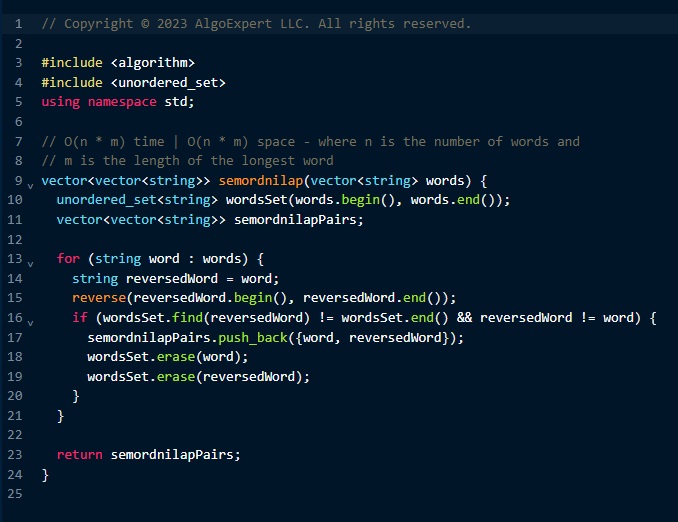 1 // Copyright © 2023 AlgoExpert LLC. All rights reserved.
2
3 #include <algorithm>
4 #include <unordered_set>
5 using namespace std;
6
7 // O(n * m) time | O(n * m) space - where n is the number of words and
8 // m is the length of the longest word
9 vector<vector<string>> semordnilap(vector<string> words) {
10   unordered_set<string> wordsSet(words.begin(), words.end());
11   vector<vector<string>> semordnilapPairs;
12
13   for (string word : words) {
14     string reversedWord = word;
15     reverse(reversedWord.begin(), reversedWord.end());
16     if (wordsSet.find(reversedWord) != wordsSet.end() && reversedWord != word) {
17       semordnilapPairs.push_back({word, reversedWord});
18       wordsSet.erase(word);
19       wordsSet.erase(reversedWord);
20     }
21   }
22
23   return semordnilapPairs;
24 }
25